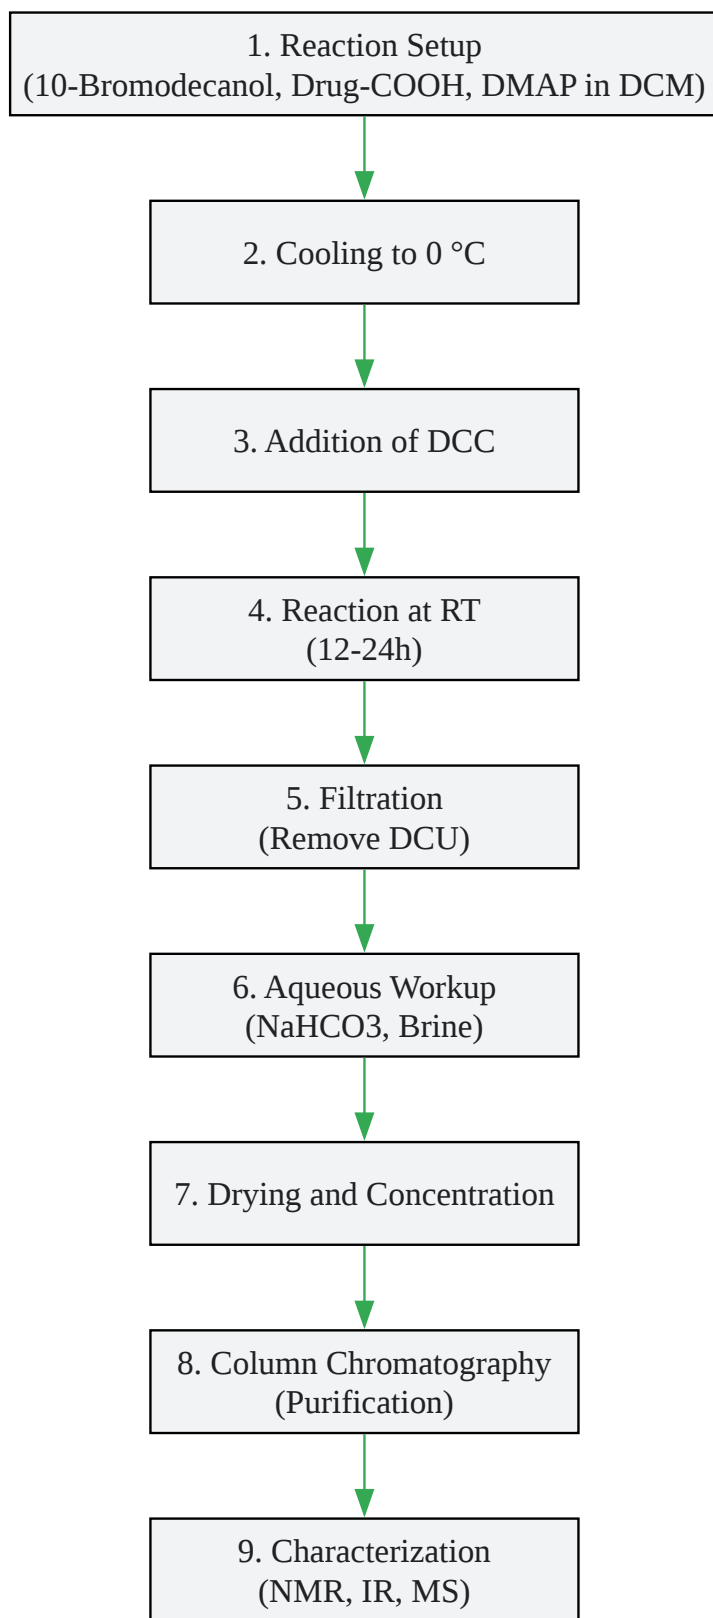 1. Reaction Setup
(10-Bromodecanol, Drug-COOH, DMAP in DCM)
2. Cooling to 0 °C
3. Addition of DCC
4. Reaction at RT
(12-24h)
5. Filtration
(Remove DCU)
6. Aqueous Workup
(NaHCO3, Brine)
7. Drying and Concentration
8. Column Chromatography
(Purification)
9. Characterization
(NMR, IR, MS)